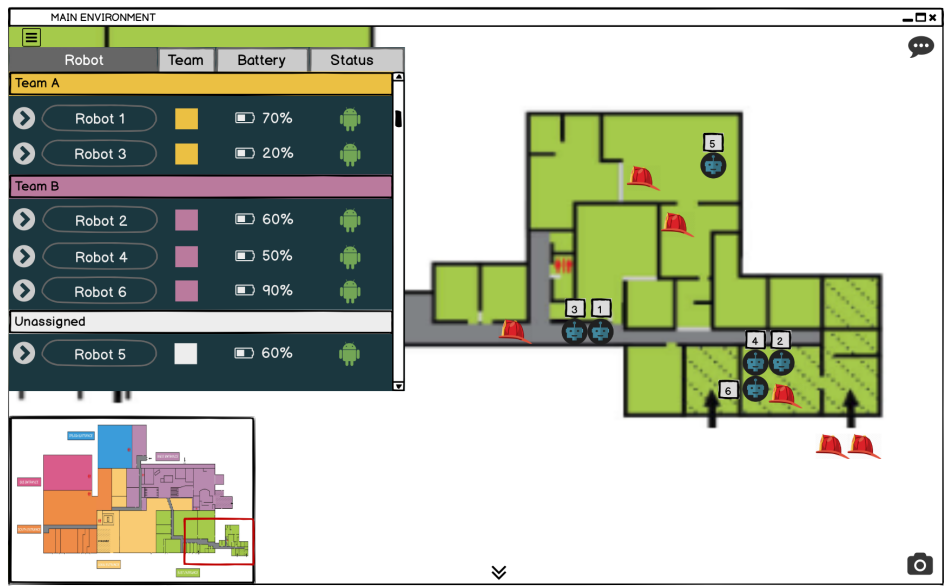 MAIN ENVIRONMENT
Robot Team Battery Status
Team A
Robot 1 70%
Robot 3 20%
Team B
Robot 2 60%
Robot 4 50%
Robot 6 90%
Unassigned
Robot 5 60%
5
3 1
4 2
6